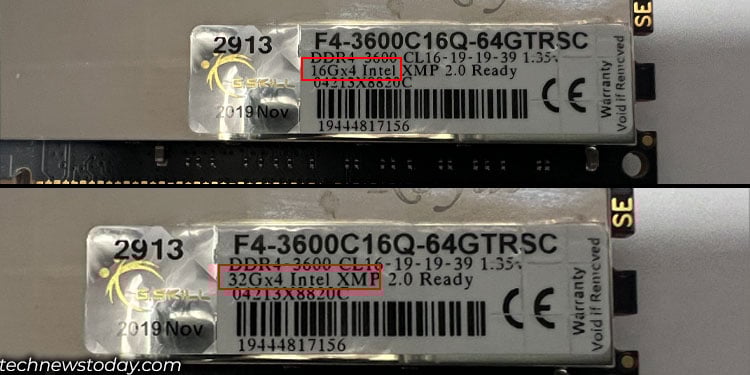 2913
F4-3600C16Q-64GTRSC
DDR4-3600 CL16-19-19-39 1.35v
16Gx4 Intel XMP 2.0 Ready
04213X8820C
G.SKILL
2019 Nov
19444817156
CE
Warranty
Void if Removed
SE
2913
F4-3600C16Q-64GTRSC
DDR4-3600 CL16-19-19-39 1.35v
32Gx4 Intel XMP 2.0 Ready
04213X8820C
G.SKILL
2019 Nov
19444817156
CE
Warranty
Void if Removed
SE
technewstoday.com